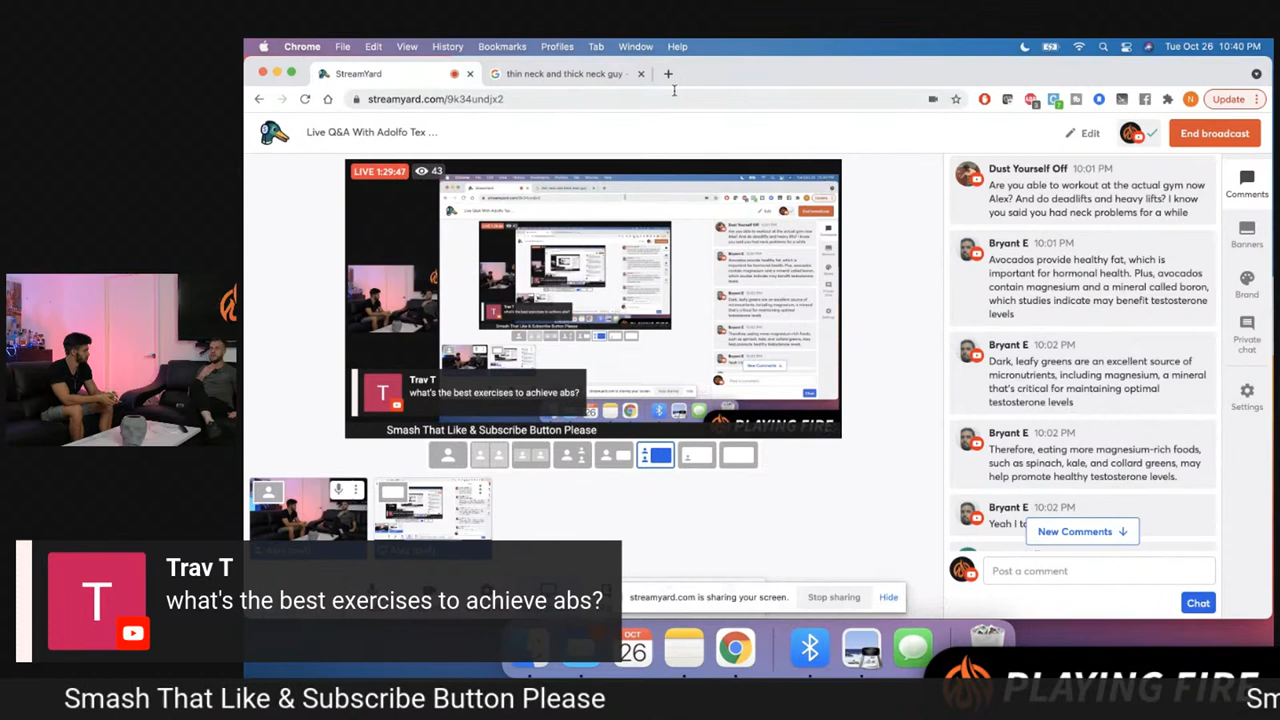 Chrome File Edit View History Bookmarks Profiles Tab Window Help
Tue Oct 26 10:40 PM
StreamYard
thin neck and thick neck guy
streamyard.com/9k34undjx2
Update
Live Q&A With Adolfo Tex ...
Edit
End broadcast
LIVE 1:29:47 43
Trav T
what's the best exercises to achieve abs?
Smash That Like & Subscribe Button Please
PLAYING FIRE
Dust Yourself Off 10:01 PM
Are you able to workout at the actual gym now
Alex? And do deadlifts and heavy lifts? I know
you said you had neck problems for a while
Bryant E 10:01 PM
Avocados provide healthy fat, which is
important for hormonal health. Plus, avocados
contain magnesium and a mineral called boron,
which studies indicate may benefit testosterone
levels
Bryant E 10:02 PM
Dark, leafy greens are an excellent source of
micronutrients, including magnesium, a mineral
that's critical for maintaining optimal
testosterone levels
Bryant E 10:02 PM
Therefore, eating more magnesium-rich foods,
such as spinach, kale, and collard greens, may
help promote healthy testosterone levels.
Bryant E 10:02 PM
Yeah I
New Comments
Post a comment
Chat
Comments
Banners
Brand
Private
chat
Settings
streamyard.com is sharing your screen.
Stop sharing
Hide
T
Trav T
what's the best exercises to achieve abs?
OCT
26
PLAYING FIRE
Smash That Like & Subscribe Button Please
Sm